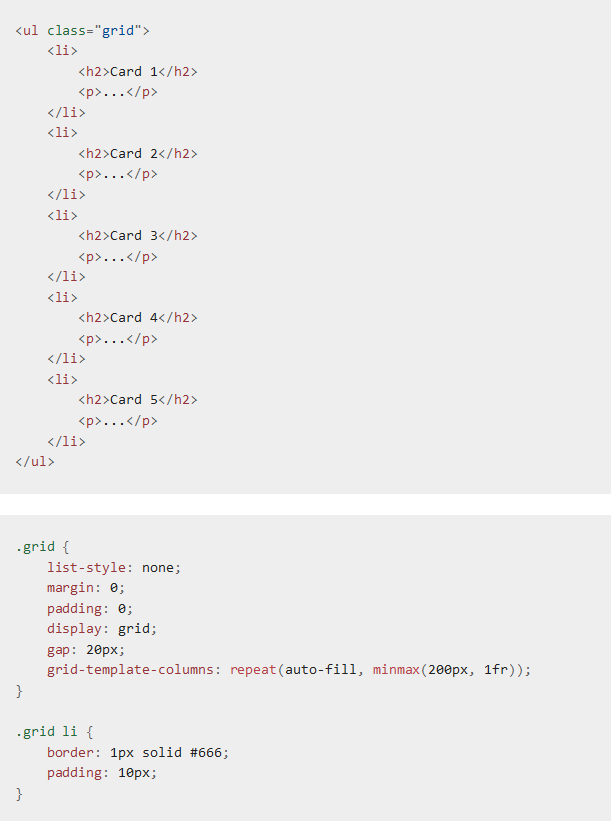 <ul class="grid">
    <li>
        <h2>Card 1</h2>
        <p>...</p>
    </li>
    <li>
        <h2>Card 2</h2>
        <p>...</p>
    </li>
    <li>
        <h2>Card 3</h2>
        <p>...</p>
    </li>
    <li>
        <h2>Card 4</h2>
        <p>...</p>
    </li>
    <li>
        <h2>Card 5</h2>
        <p>...</p>
    </li>
</ul>
.grid {
    list-style: none;
    margin: 0;
    padding: 0;
    display: grid;
    gap: 20px;
    grid-template-columns: repeat(auto-fill, minmax(200px, 1fr));
}
.grid li {
    border: 1px solid #666;
    padding: 10px;
}